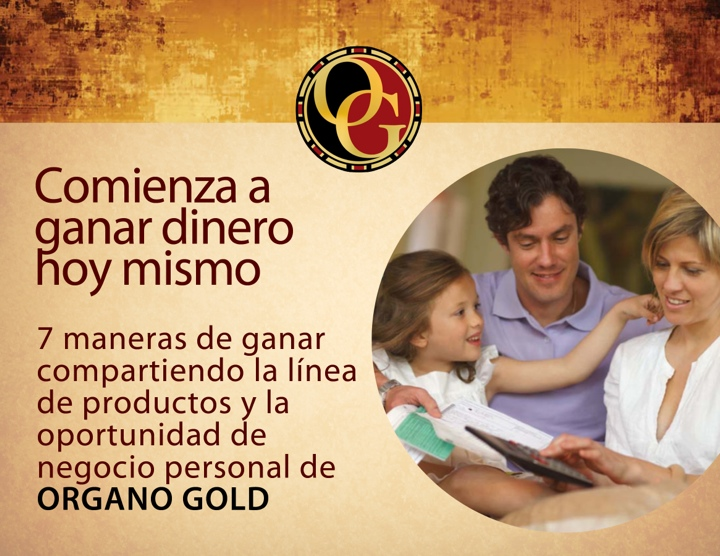 OG
Comienza a
ganar dinero
hoy mismo
7 maneras de ganar
compartiendo la línea
de productos y la
oportunidad de
negocio personal de
ORGANO GOLD